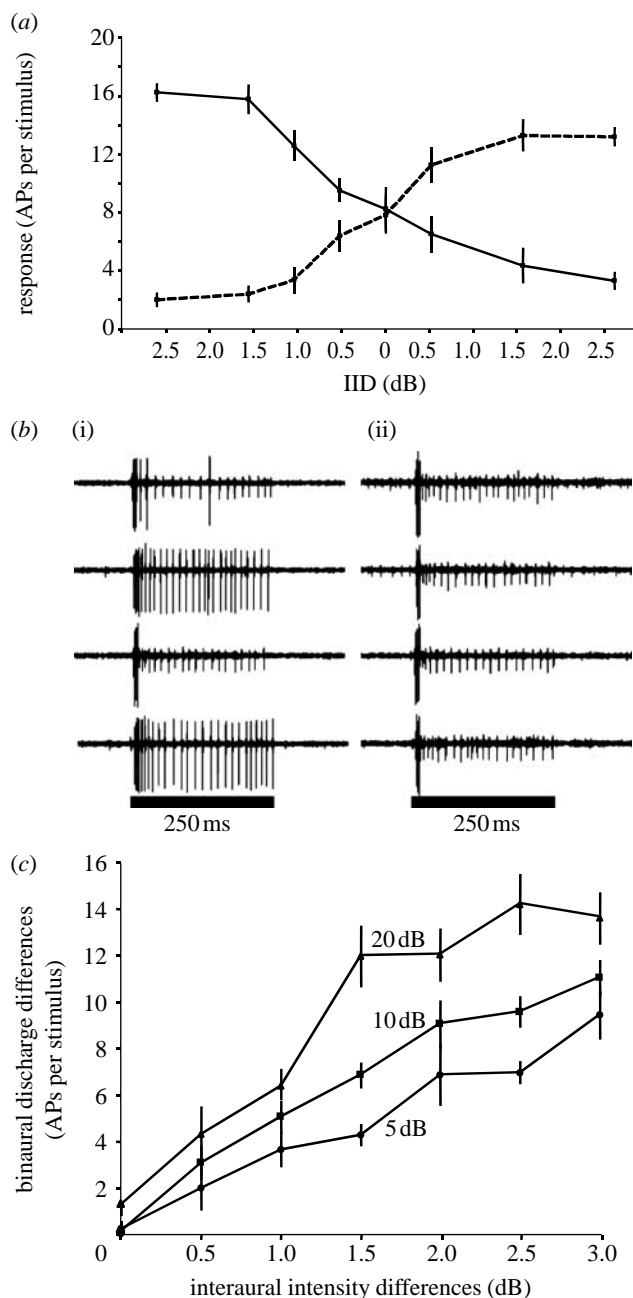 (a)
20
16
12
8
4
0
response (APs per stimulus)
2.5 2.0 1.5 1.0 0.5 0 0.5 1.0 1.5 2.0 2.5
IID (dB)
(b) (i) (ii)
250 ms 250 ms
(c)
16
14
12
10
8
6
4
2
0
binaural discharge differences
(APs per stimulus)
20 dB
10 dB
5 dB
0.5 1.0 1.5 2.0 2.5 3.0
interaural intensity differences (dB)